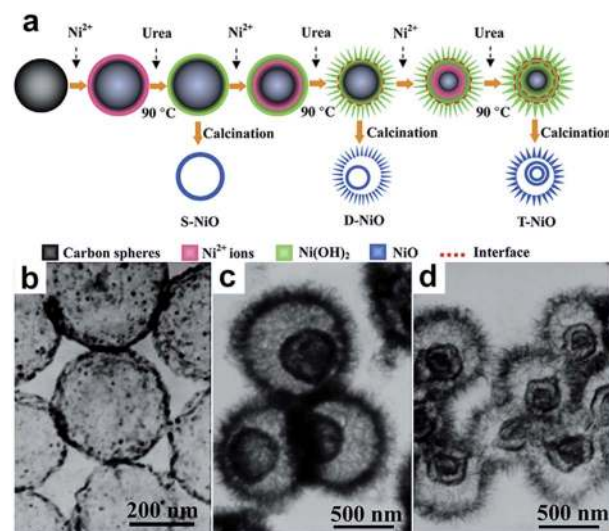 a
Ni²⁺ Urea Ni²⁺ Urea Ni²⁺ Urea
90 °C 90 °C 90 °C
Calcination Calcination Calcination
S-NiO D-NiO T-NiO
Carbon spheres Ni²⁺ ions Ni(OH)₂ NiO Interface
b c d
200 nm 500 nm 500 nm